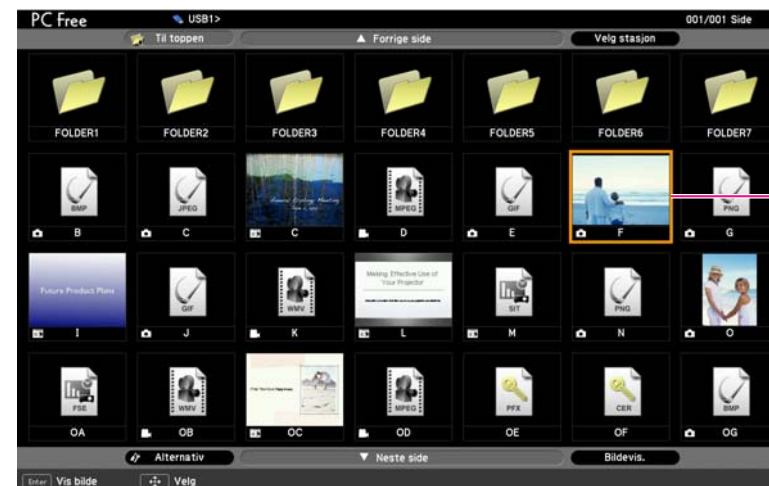 PC Free USB1> 001/001 Side
Til toppen ▲ Forrige side Velg stasjon
FOLDER1 FOLDER2 FOLDER3 FOLDER4 FOLDER5 FOLDER6 FOLDER7
BMP JPEG MPEG GIF PNG
B C C D E F G
Future Product Plans GIF WMV Making Effective Use of Your Projector SIT PNG
I J K L M N O
FSE WMV MPEG PFX CER BMP
OA OB OC OD OE OF OG
Alternativ ▼ Neste side Bildevis.
Enter Vis bilde Velg